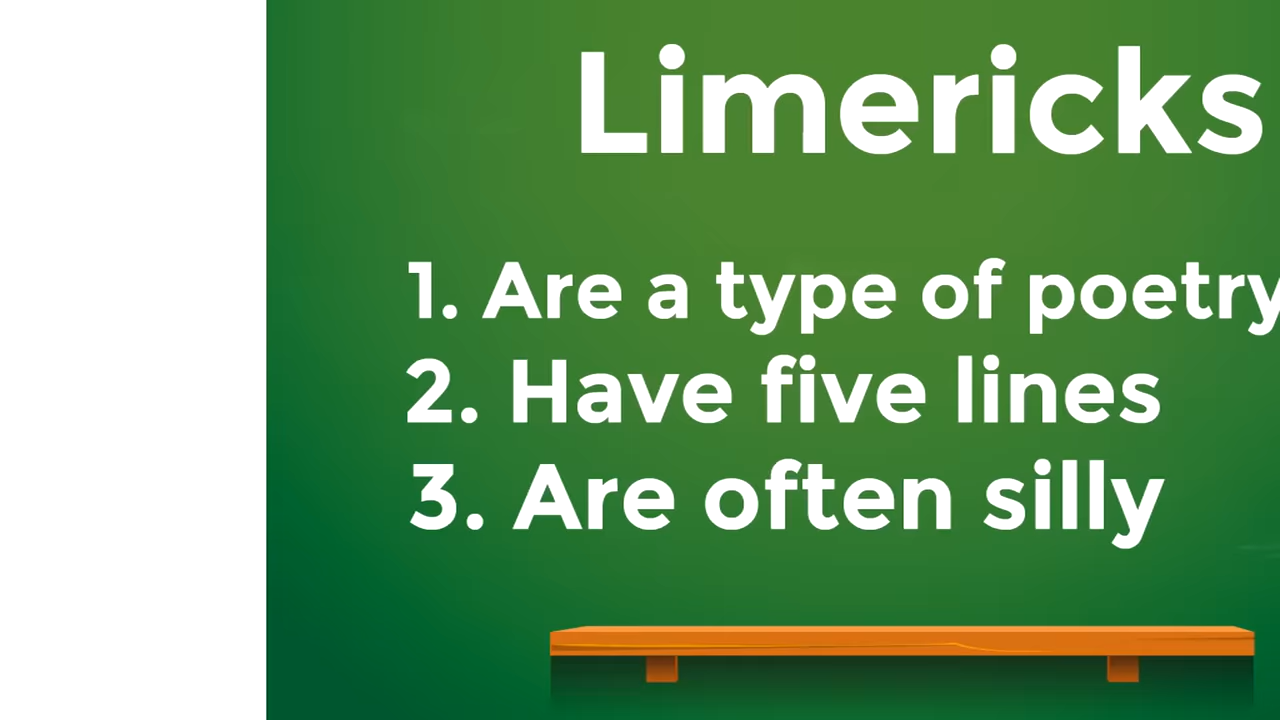 Limericks
1. Are a type of poetry
2. Have five lines
3. Are often silly